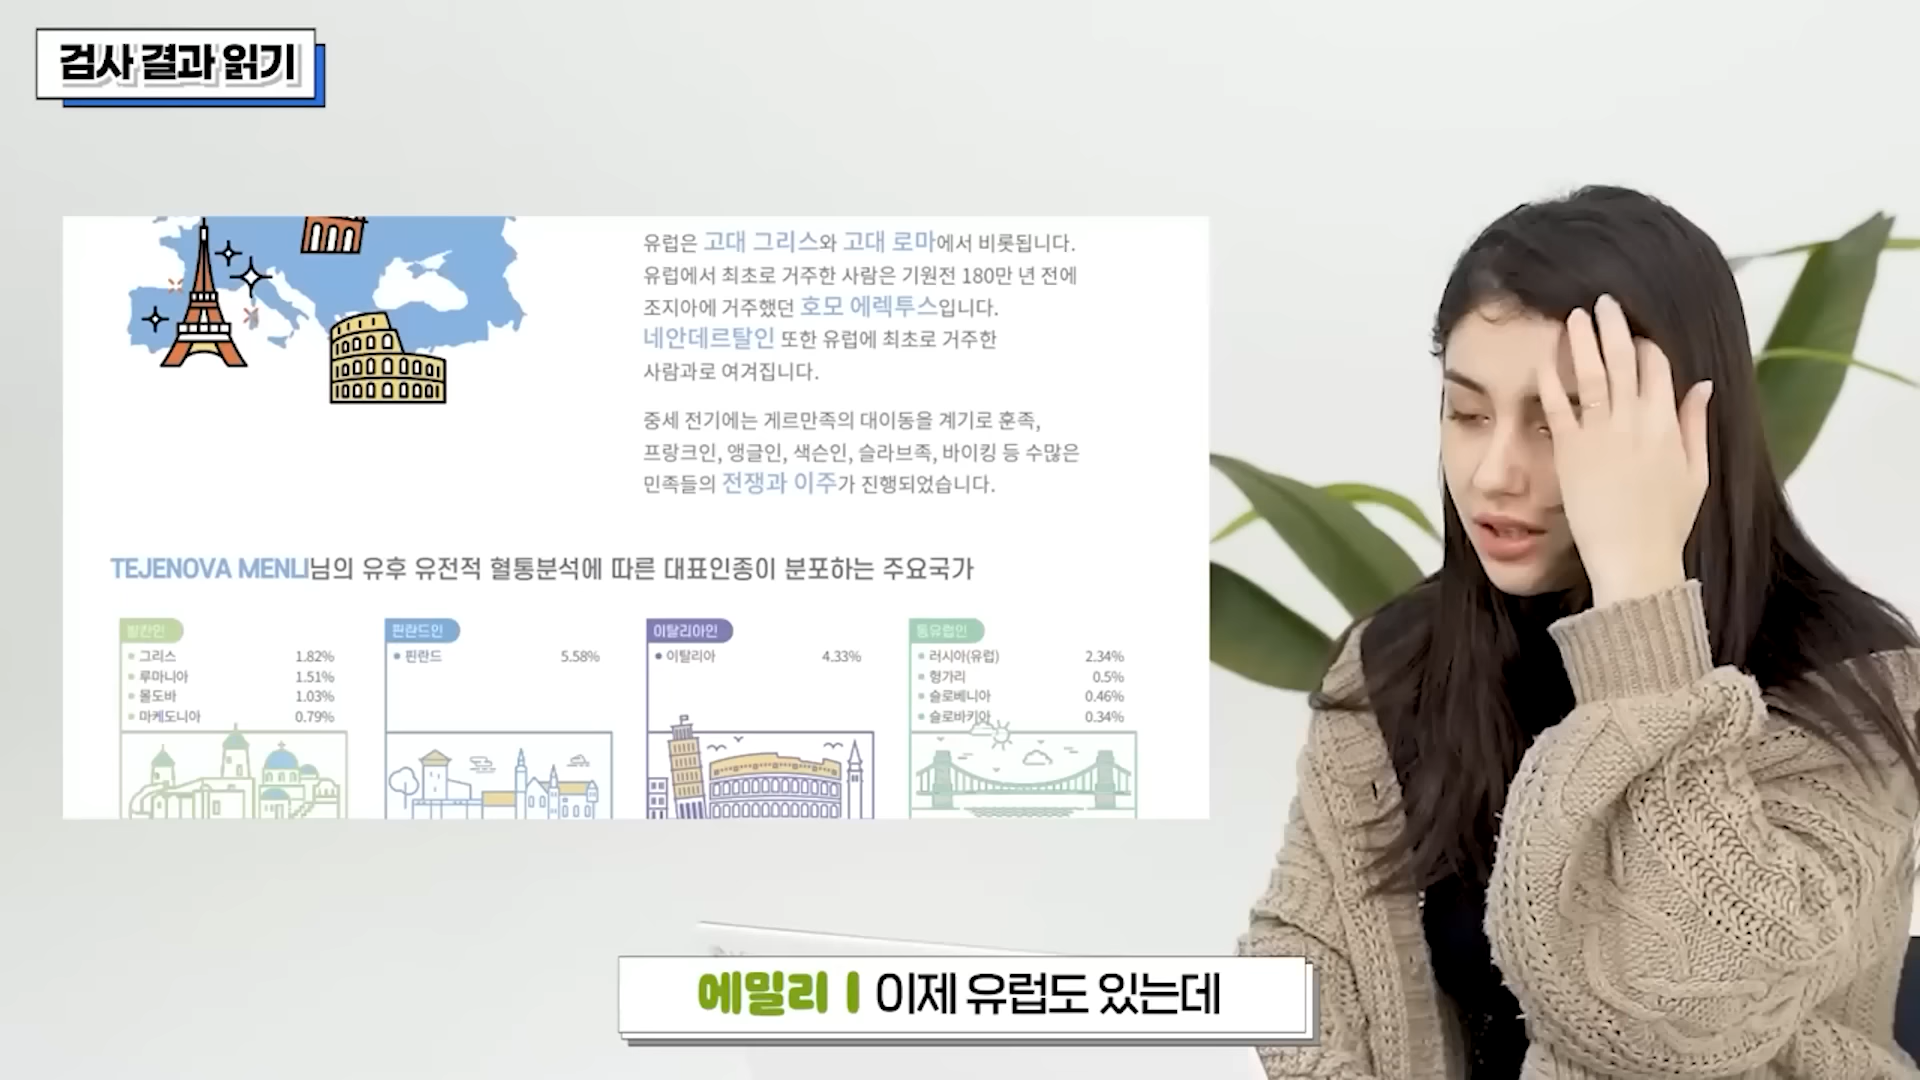 검사 결과 읽기
유럽은 고대 그리스와 고대 로마에서 비롯됩니다.
유럽에서 최초로 거주한 사람은 기원전 180만 년 전에
조지아에 거주했던 호모 에렉투스입니다.
네안데르탈인 또한 유럽에 최초로 거주한
사람과로 여겨집니다.
중세 전기에는 게르만족의 대이동을 계기로 훈족,
프랑크인, 앵글인, 색슨인, 슬라브족, 바이킹 등 수많은
민족들의 전쟁과 이주가 진행되었습니다.
TEJENOVA MENLI님의 유후 유전적 혈통분석에 따른 대표인종이 분포하는 주요국가
발칸인
그리스 1.82%
루마니아 1.51%
몰도바 1.03%
마케도니아 0.79%
핀란드인
핀란드 5.58%
이탈리아인
이탈리아 4.33%
동유럽인
러시아(유럽) 2.34%
헝가리 0.5%
슬로베니아 0.46%
슬로바키아 0.34%
에밀리 | 이제 유럽도 있는데